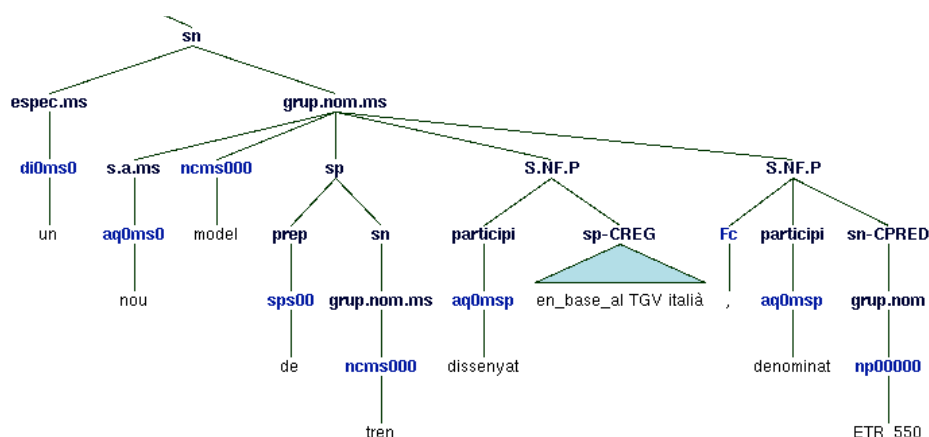 sn
espec.ms grup.nom.ms
di0ms0 s.a.ms ncms000 sp S.NF.P S.NF.P
un aq0ms0 model prep sn participi sp-CREG Fc participi sn-CPRED
nou sps00 grup.nom.ms aq0msp en_base_al TGV italià , aq0msp grup.nom
de ncms000 dissenyat denominat np00000
tren ETR_550